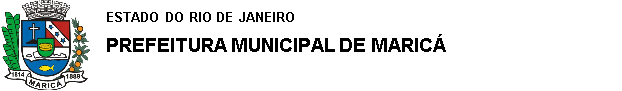 ESTADO DO RIO DE JANEIRO
PREFEITURA MUNICIPAL DE MARICÁ
1814 MARICÁ 1889